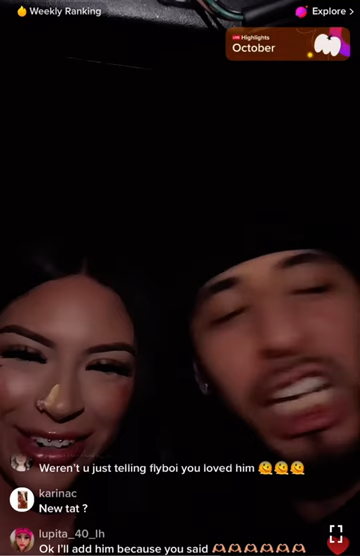 🔥 Weekly Ranking
Explore >
LIVE Highlights
October
Weren't u just telling flyboi you loved him 🫠🫠🫠
karinac
New tat ?
lupita_40_lh
Ok I'll add him because you said 🫶🏽🫶🏽🫶🏽🫶🏽🫶🏽🫶🏽